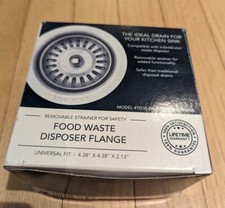 THE IDEAL DRAIN FOR
YOUR KITCHEN SINK
Compatible with
waste disposer
Removable strainer for
added functionality
Safer than traditional
disposal drains
MODEL
REMOVABLE STRAINER FOR SAFETY
FOOD WASTE
DISPOSER FLANGE
UNIVERSAL FIT | 4.38" X 4.38" X 2.13"
LIFETIME
WARRANTY